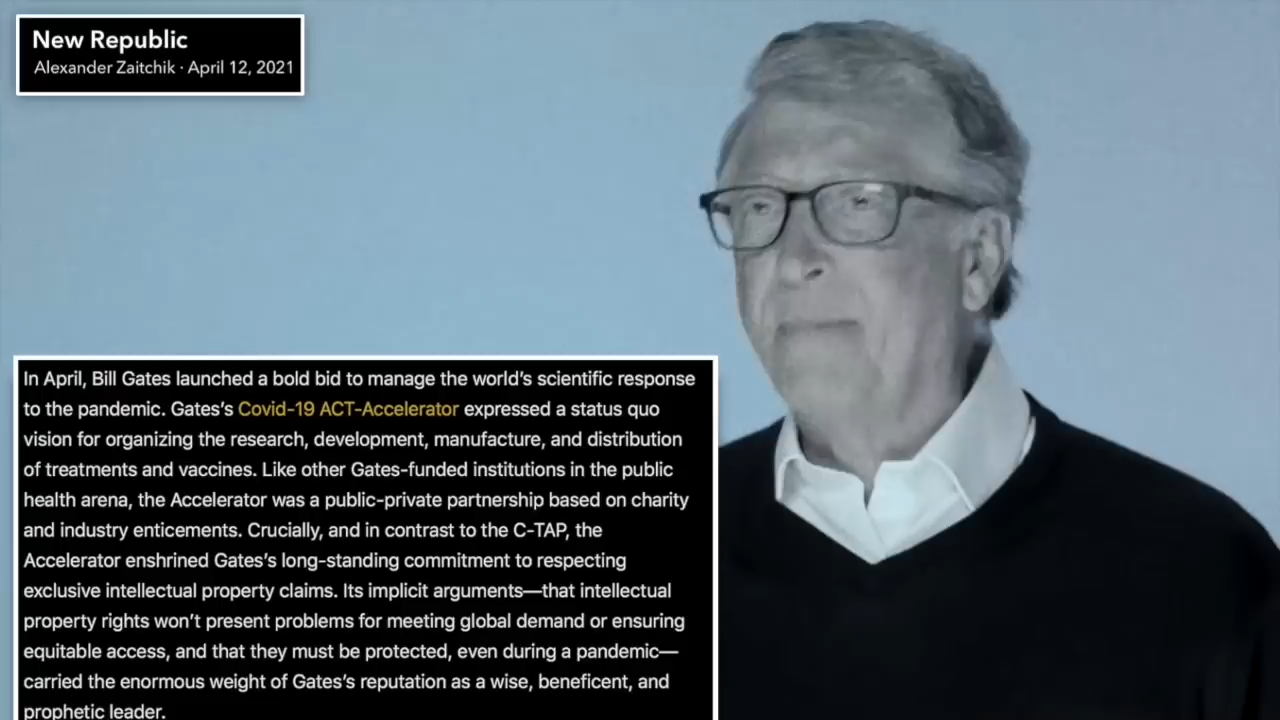 New Republic
Alexander Zaitchik · April 12, 2021
In April, Bill Gates launched a bold bid to manage the world’s scientific response
to the pandemic. Gates’s Covid-19 ACT-Accelerator expressed a status quo
vision for organizing the research, development, manufacture, and distribution
of treatments and vaccines. Like other Gates-funded institutions in the public
health arena, the Accelerator was a public-private partnership based on charity
and industry enticements. Crucially, and in contrast to the C-TAP, the
Accelerator enshrined Gates’s long-standing commitment to respecting
exclusive intellectual property claims. Its implicit arguments—that intellectual
property rights won’t present problems for meeting global demand or ensuring
equitable access, and that they must be protected, even during a pandemic—
carried the enormous weight of Gates’s reputation as a wise, beneficent, and
prophetic leader.